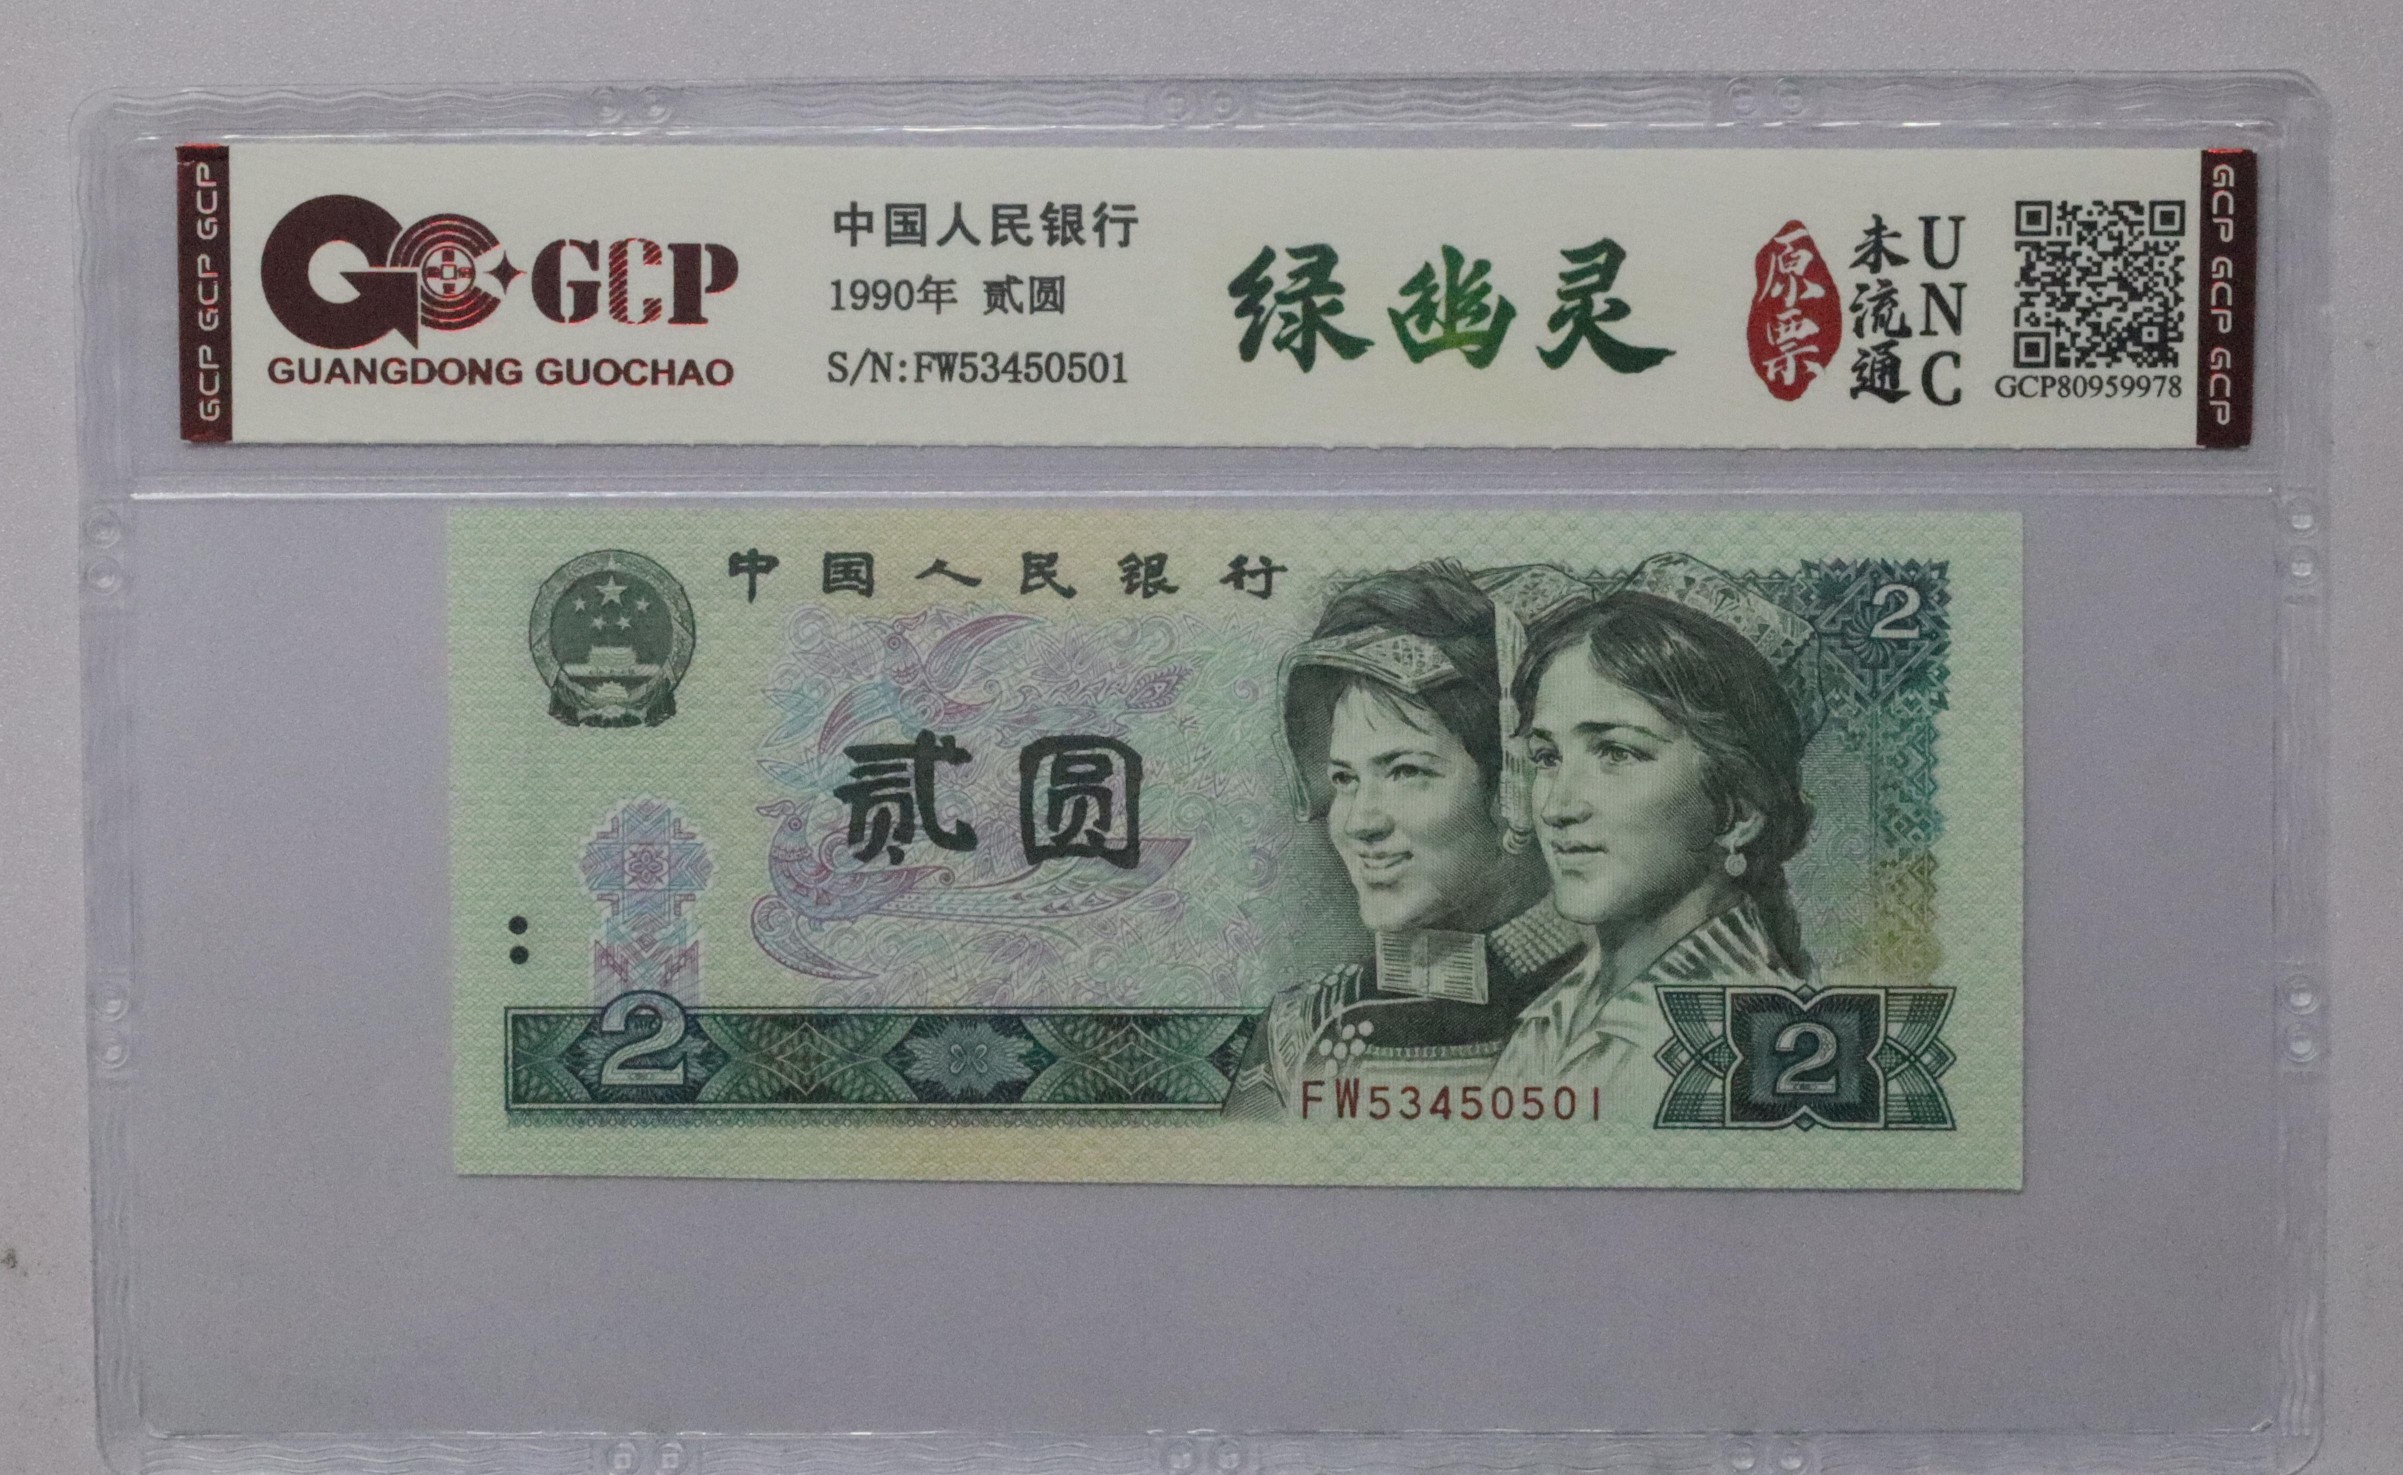 GCP GCP GCP
GCP
GUANGDONG GUOCHAO
中国人民银行
1990年 贰圆
S/N:FW53450501
绿幽灵
原票
未流通
UNC
GCP80959978
GCP GCP GCP
中国人民银行
2
贰圆
2
FW53450501
2